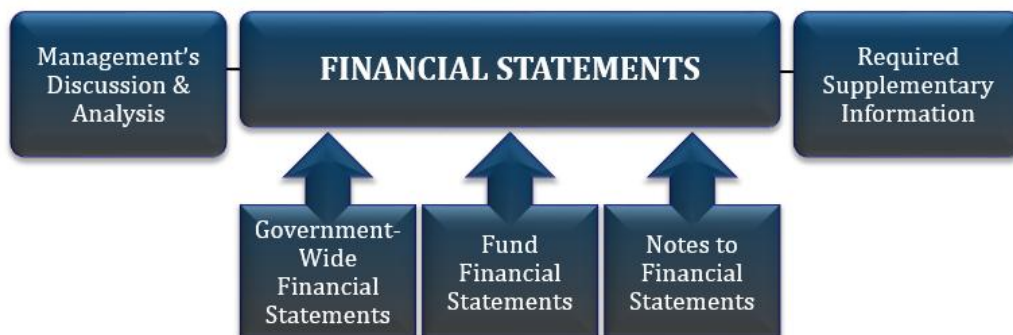 Management’s
Discussion &
Analysis
FINANCIAL STATEMENTS
Required
Supplementary
Information
Government-
Wide
Financial
Statements
Fund
Financial
Statements
Notes to
Financial
Statements